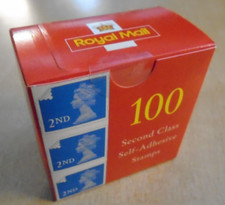 Royal Mail
100
Second Class
Self-Adhesive
Stamps
2ND
2ND
2ND